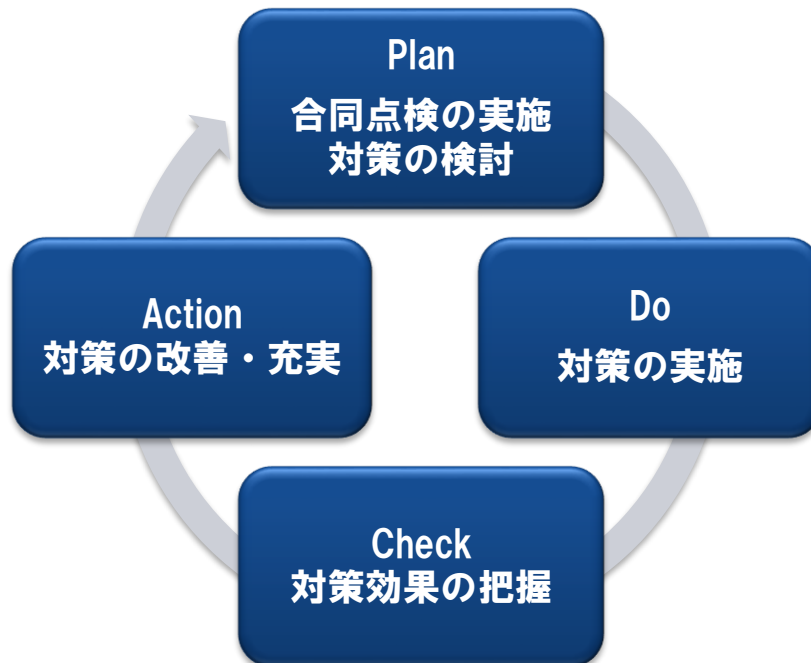 Plan
合同点検の実施
対策の検討
Do
対策の実施
Check
対策効果の把握
Action
対策の改善・充実